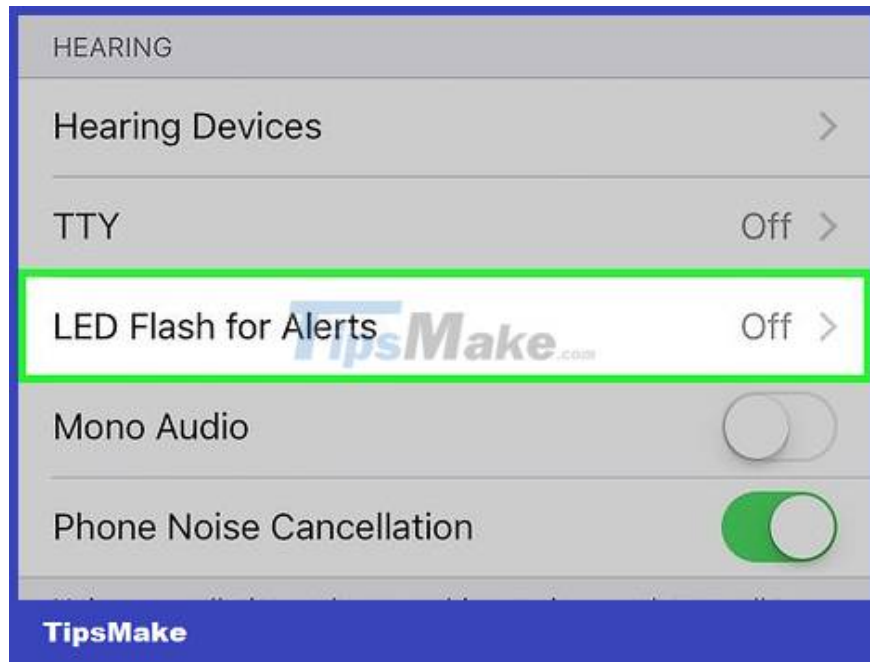 HEARING
Hearing Devices
TTY Off
LED Flash for Alerts Off
TipsMake.com
Mono Audio
Phone Noise Cancellation
TipsMake